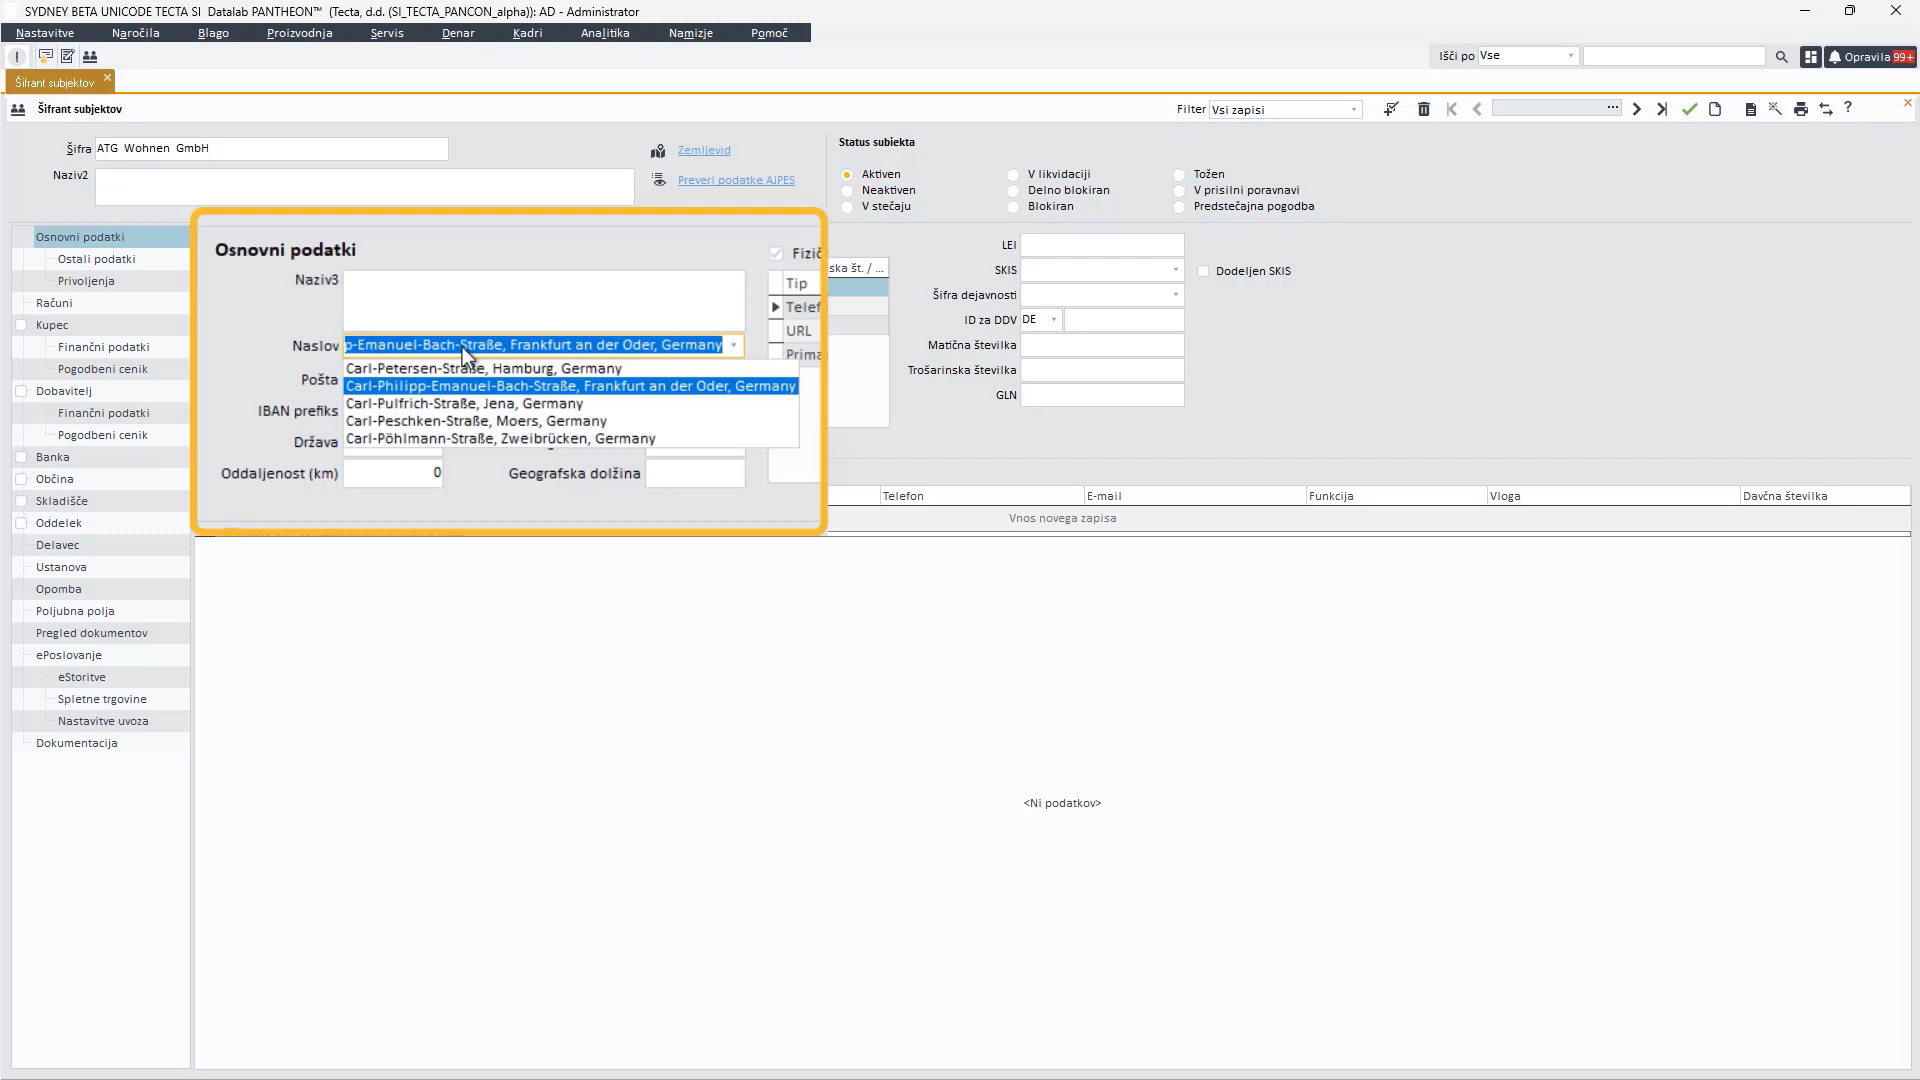 SYDNEY BETA UNICODE TECTA SI Datalab PANTHEON™ (Tecta, d.d. (SI_TECTA_PANCON_alpha)): AD - Administrator
Nastavitve Naročila Blago Proizvodnja Servis Denar Kadri Analitika Namizje Pomoč
Išči po Vse Opravila 99+
Šifrant subjektov
Šifrant subjektov Filter Vsi zapisi
Šifra ATG Wohnen GmbH Zemljevid
Naziv2 Preveri podatke AJPES
Status subjekta
Aktiven V likvidaciji Tožen
Neaktiven Delno blokiran V prisilni poravnavi
V stečaju Blokiran Predstečajna pogodba
Osnovni podatki
Ostali podatki
Privoljenja
Računi
Kupec
Finančni podatki
Pogodbeni cenik
Dobavitelj
Finančni podatki
Pogodbeni cenik
Banka
Občina
Skladišče
Oddelek
Delavec
Ustanova
Opomba
Poljubna polja
Pregled dokumentov
ePoslovanje
eStoritve
Spletne trgovine
Nastavitve uvoza
Dokumentacija
Osnovni podatki
Naziv3
Naslov p-Emanuel-Bach-Straße, Frankfurt an der Oder, Germany
Carl-Petersen-Straße, Hamburg, Germany
Carl-Philipp-Emanuel-Bach-Straße, Frankfurt an der Oder, Germany
Carl-Pulfrich-Straße, Jena, Germany
Carl-Peschken-Straße, Moers, Germany
Carl-Pöhlmann-Straße, Zweibrücken, Germany
Pošta
IBAN prefiks
Država
Oddaljenost (km) 0 Geografska dolžina
Fizič
Tip
Telef
URL
Prima
ska št. / ...
LEI
SKIS Dodeljen SKIS
Šifra dejavnosti
ID za DDV DE
Matična številka
Trošarinska številka
GLN
Telefon E-mail Funkcija Vloga Davčna številka
Vnos novega zapisa
<Ni podatkov>